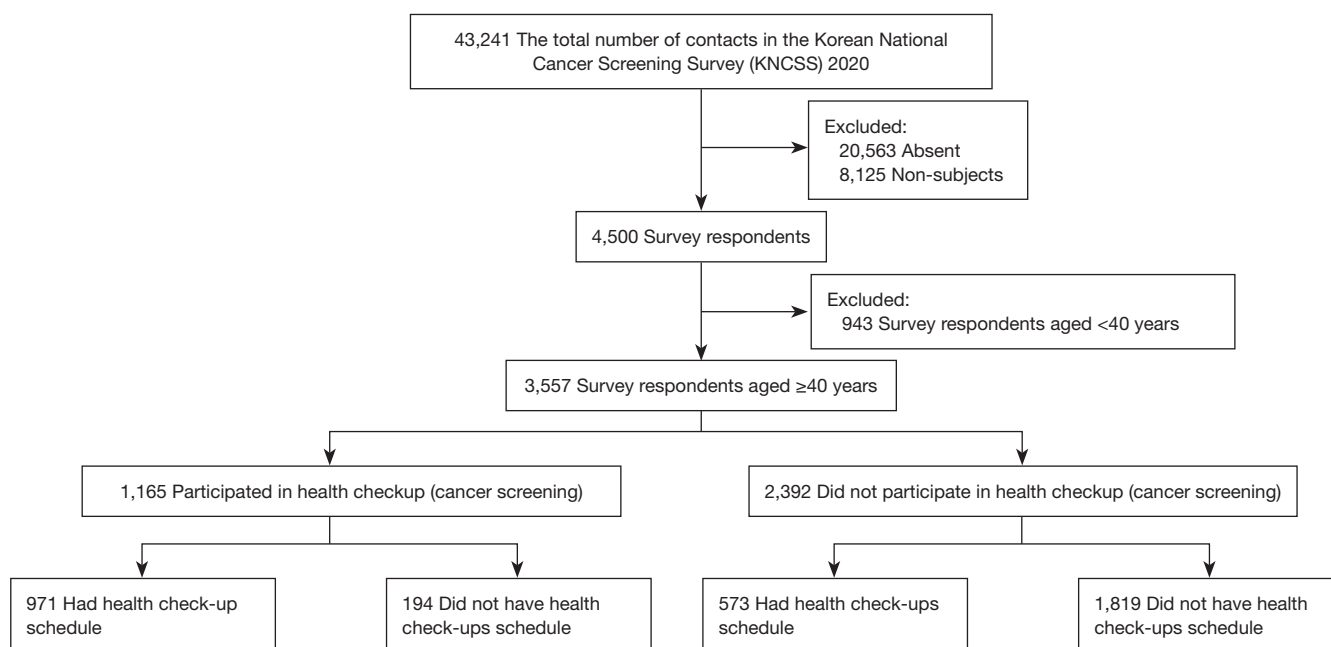 43,241 The total number of contacts in the Korean National
Cancer Screening Survey (KNCSS) 2020
Excluded:
20,563 Absent
8,125 Non-subjects
4,500 Survey respondents
Excluded:
943 Survey respondents aged <40 years
3,557 Survey respondents aged ≥40 years
1,165 Participated in health checkup (cancer screening)
2,392 Did not participate in health checkup (cancer screening)
971 Had health check-up
schedule
194 Did not have health
check-ups schedule
573 Had health check-ups
schedule
1,819 Did not have health
check-ups schedule